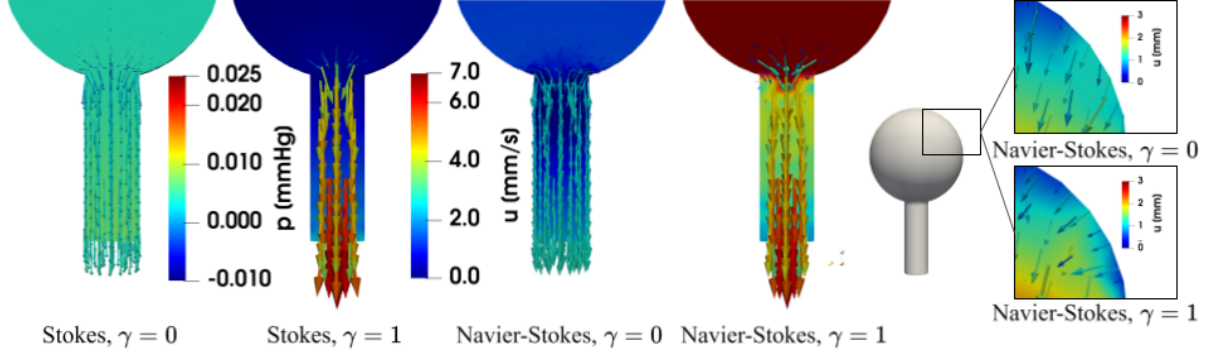 0.025
0.020
0.010
0.000
-0.010
p (mmHg)
7.0
6.0
4.0
2.0
0.0
u (mm/s)
3
2
1
0
u (mm)
Navier-Stokes, γ = 0
3
2
1
0
u (mm)
Navier-Stokes, γ = 1
Stokes, γ = 0
Stokes, γ = 1
Navier-Stokes, γ = 0
Navier-Stokes, γ = 1